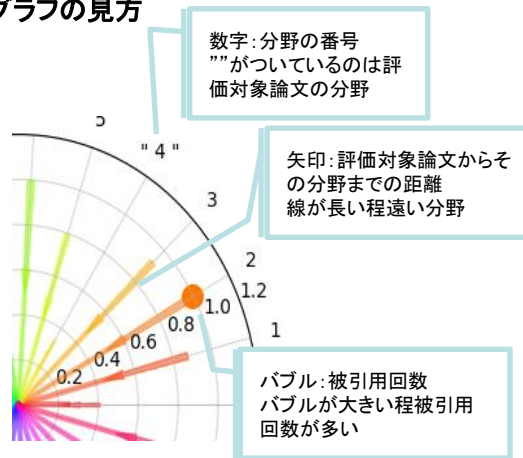 グラフの見方
数字：分野の番号
""がついているのは評
価対象論文の分野
5
" 4 "
矢印：評価対象論文からそ
の分野までの距離
線が長い程遠い分野
3
2
1.2
1.0
0.8
0.6
0.4
0.2
1
バブル：被引用回数
バブルが大きい程被引用
回数が多い